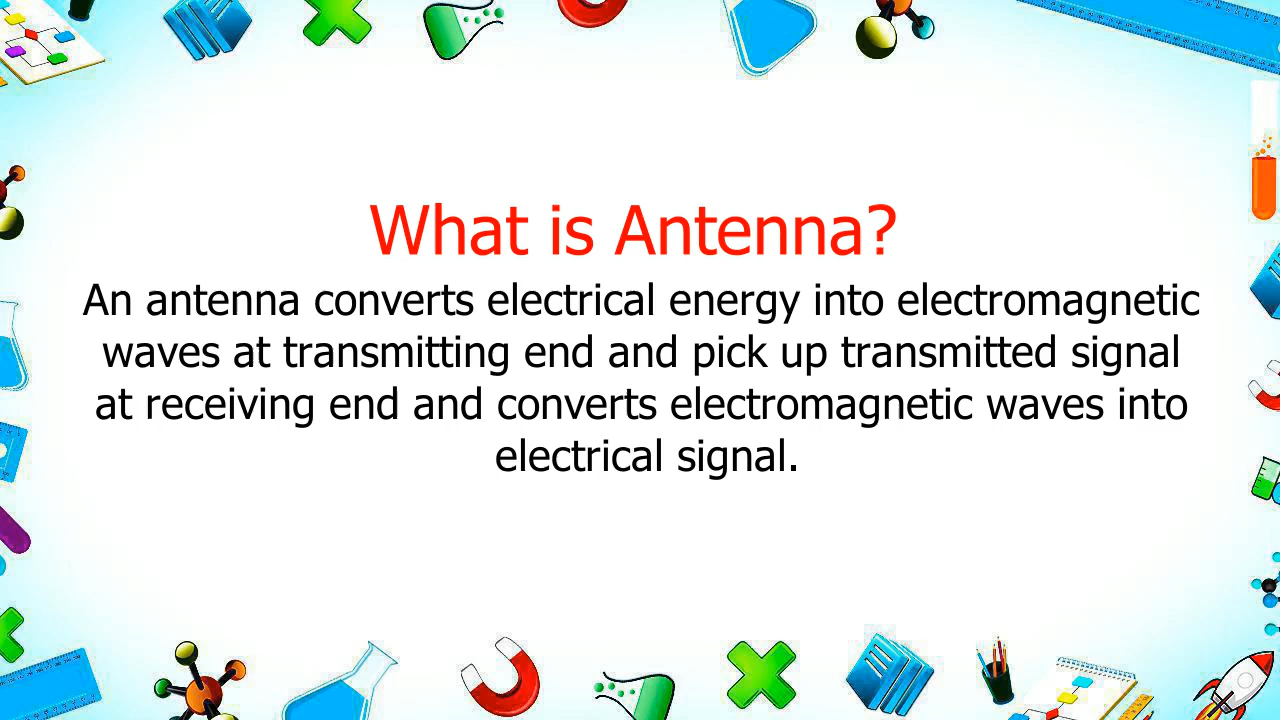 What is Antenna?
An antenna converts electrical energy into electromagnetic
waves at transmitting end and pick up transmitted signal
at receiving end and converts electromagnetic waves into
electrical signal.